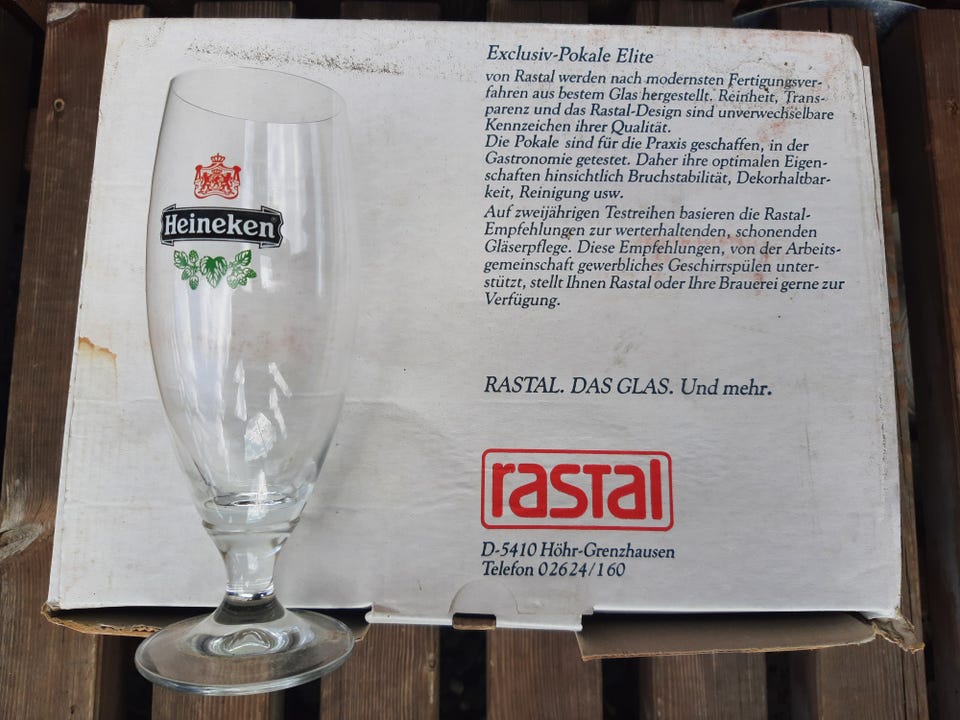 Heineken
Exclusiv-Pokale Elite
von Rastal werden nach modernsten Fertigungsver-
fahren aus bestem Glas hergestellt. Reinheit, Trans-
parenz und das Rastal-Design sind unverwechselbare
Kennzeichen ihrer Qualität.
Die Pokale sind für die Praxis geschaffen, in der
Gastronomie getestet. Daher ihre optimalen Eigen-
schaften hinsichtlich Bruchstabilität, Dekorhaltbar-
keit, Reinigung usw.
Auf zweijährigen Testreihen basieren die Rastal-
Empfehlungen zur werterhaltenden, schonenden
Gläserpflege. Diese Empfehlungen, von der Arbeits-
gemeinschaft gewerbliches Geschirrspülen unter-
stützt, stellt Ihnen Rastal oder Ihre Brauerei gerne zur
Verfügung.
RASTAL. DAS GLAS. Und mehr.
rastal
D-5410 Höhr-Grenzhausen
Telefon 02624/160